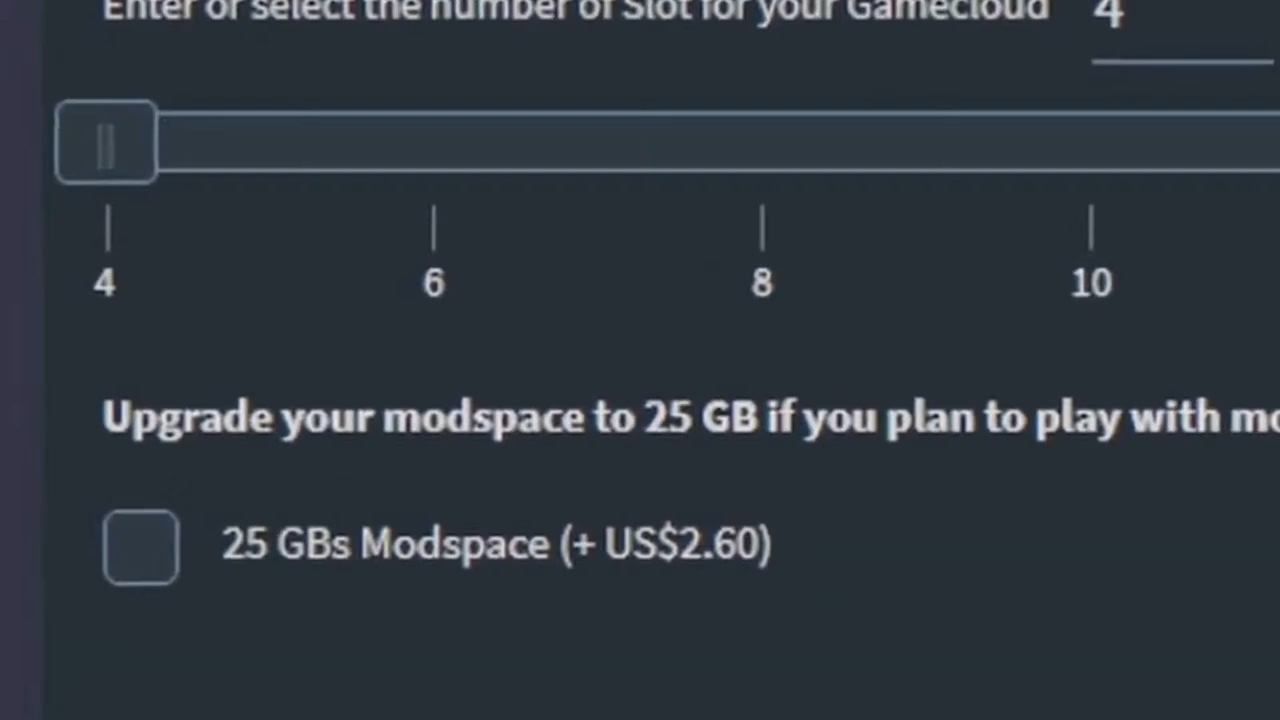 Enter or select the number of Slot for your Gamecloud 4
4 6 8 10
Upgrade your modspace to 25 GB if you plan to play with
25 GBs Modspace (+ US$2.60)